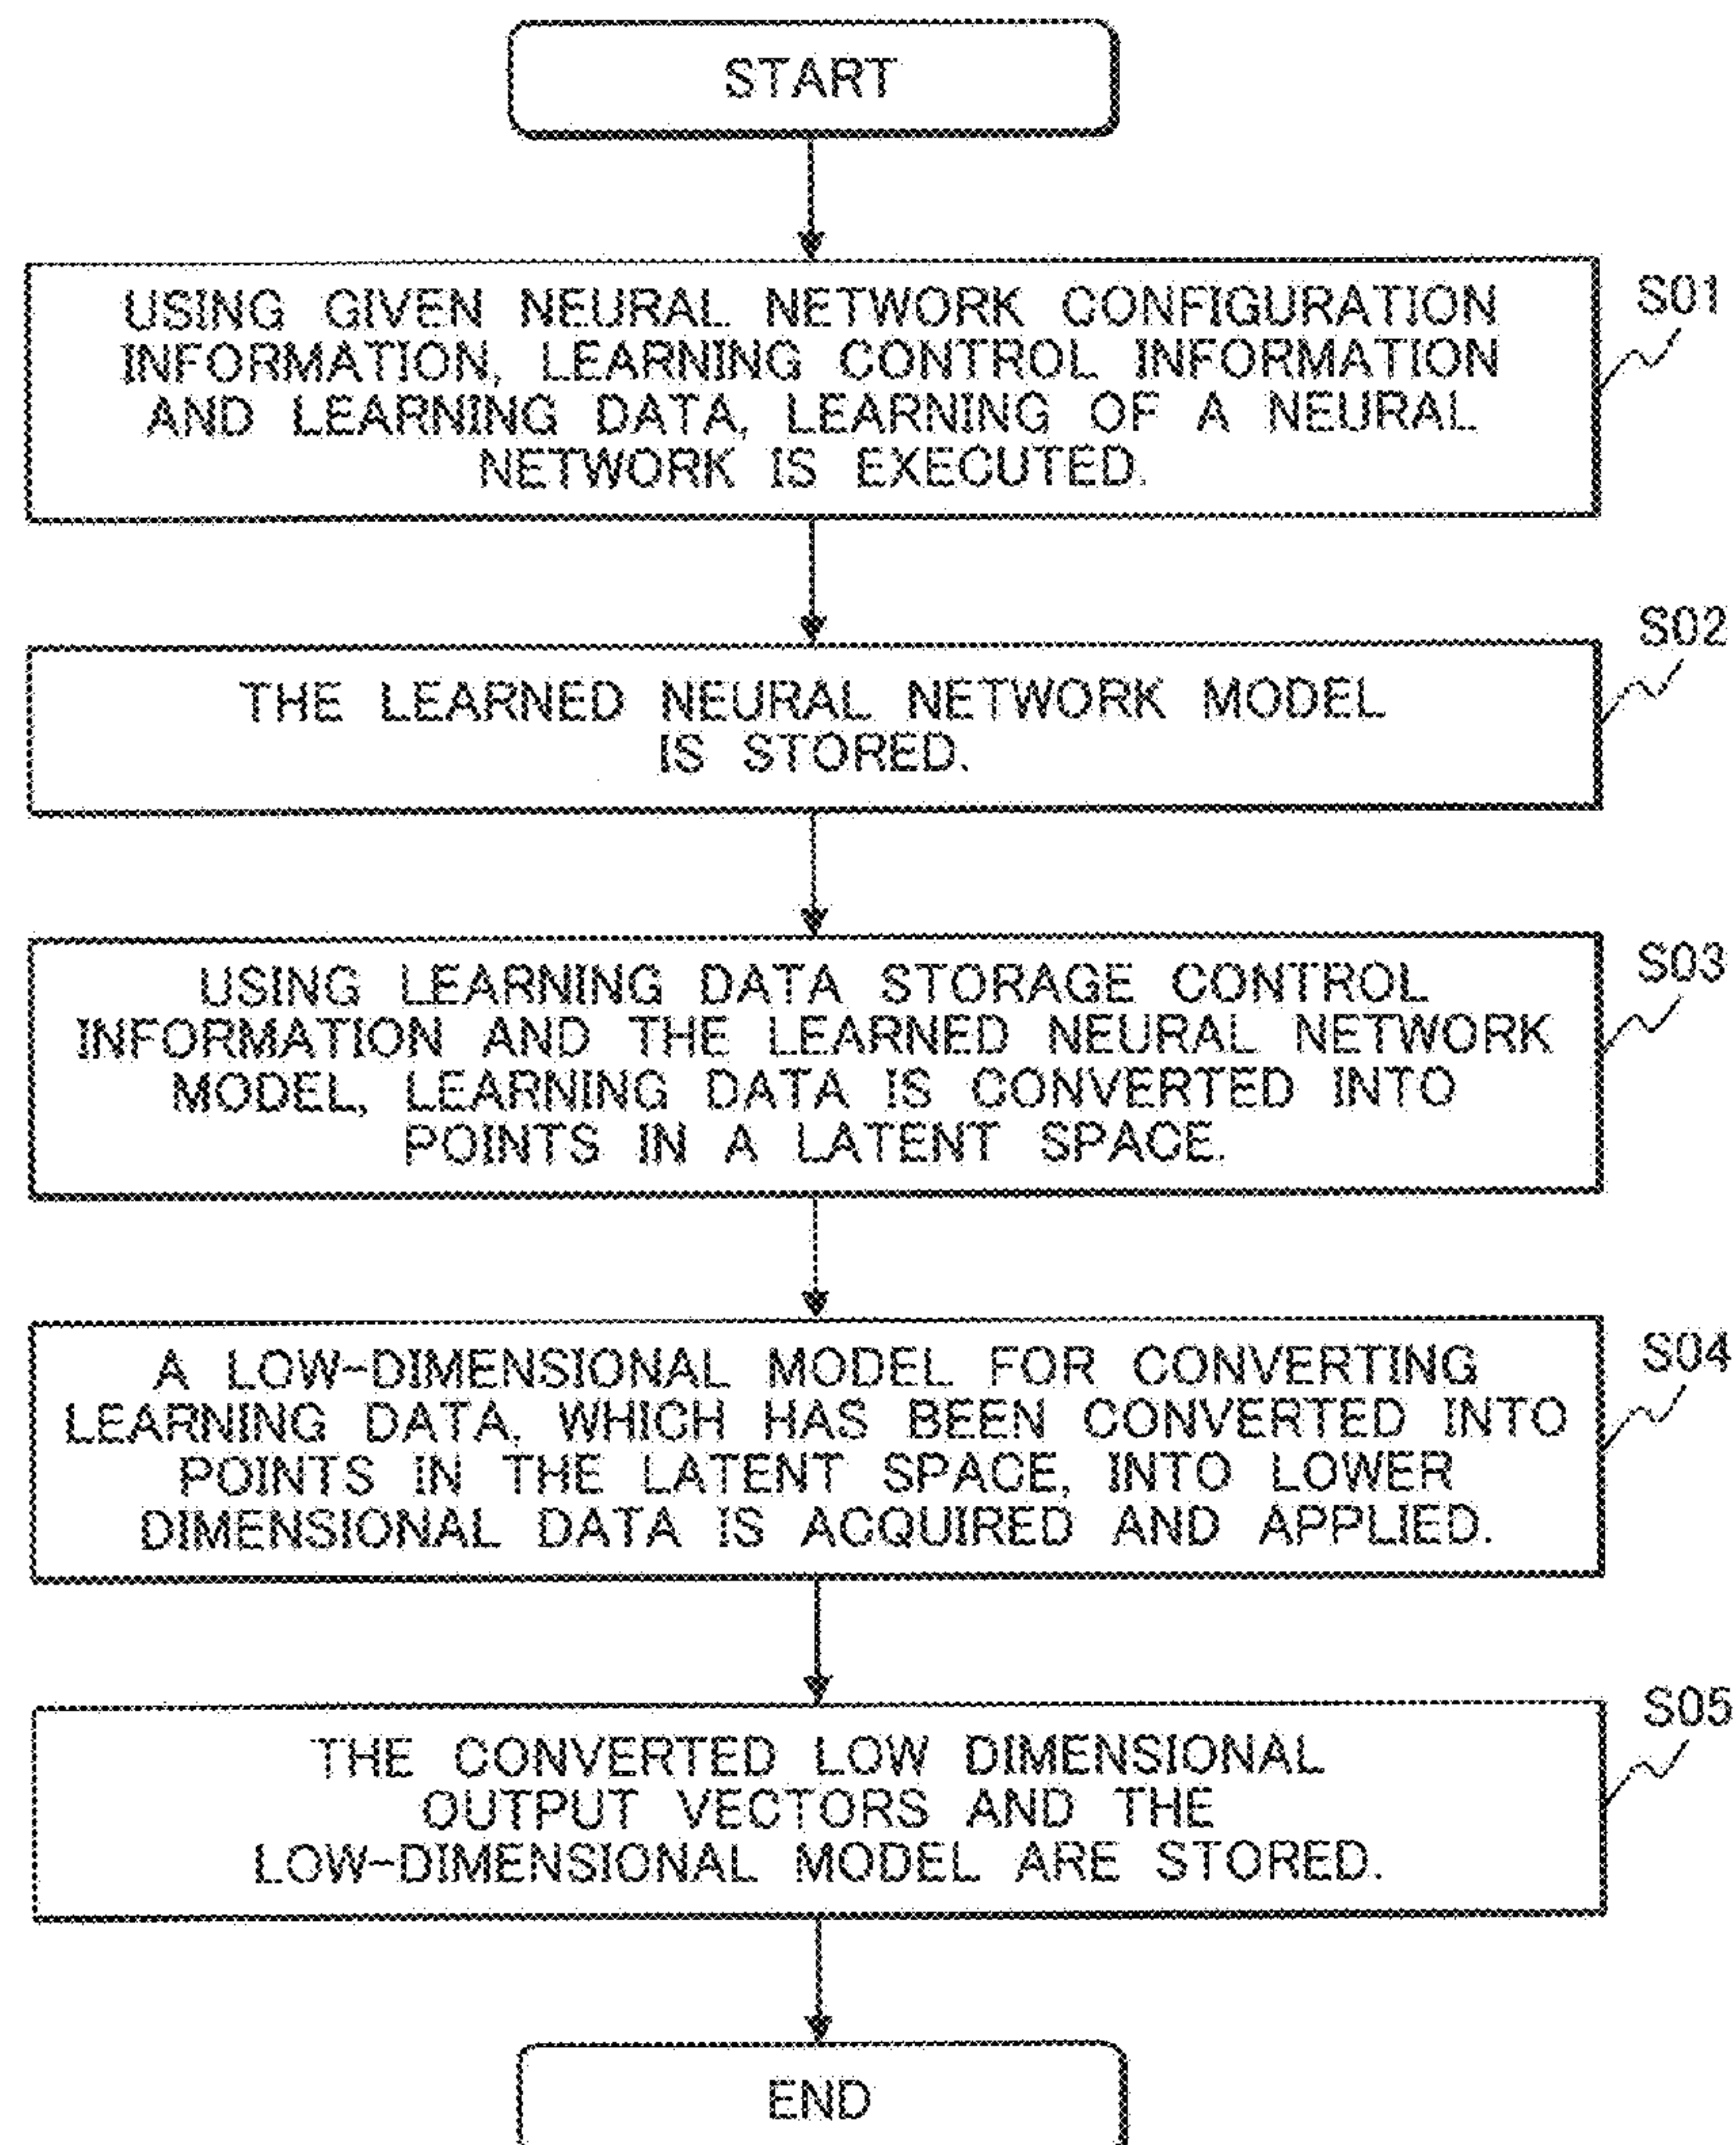 START
USING GIVEN NEURAL NETWORK CONFIGURATION
INFORMATION, LEARNING CONTROL INFORMATION
AND LEARNING DATA, LEARNING OF A NEURAL
NETWORK IS EXECUTED.
S01
THE LEARNED NEURAL NETWORK MODEL
IS STORED.
S02
USING LEARNING DATA STORAGE CONTROL
INFORMATION AND THE LEARNED NEURAL NETWORK
MODEL, LEARNING DATA IS CONVERTED INTO
POINTS IN A LATENT SPACE.
S03
A LOW-DIMENSIONAL MODEL FOR CONVERTING
LEARNING DATA, WHICH HAS BEEN CONVERTED INTO
POINTS IN THE LATENT SPACE, INTO LOWER
DIMENSIONAL DATA IS ACQUIRED AND APPLIED.
S04
THE CONVERTED LOW DIMENSIONAL
OUTPUT VECTORS AND THE
LOW-DIMENSIONAL MODEL ARE STORED.
S05
END